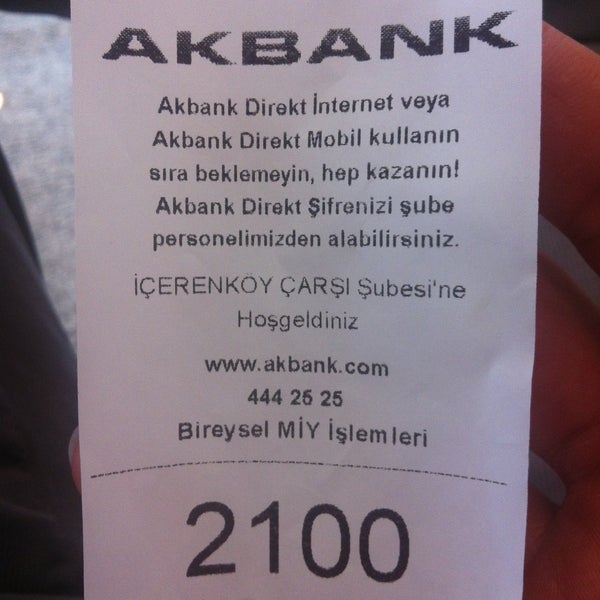 AKBANK
Akbank Direkt İnternet veya
Akbank Direkt Mobil kullanın
sıra beklemeyin, hep kazanın!
Akbank Direkt Şifrenizi şube
personelimizden alabilirsiniz.
İÇERENKÖY ÇARŞI Şubesi'ne
Hoşgeldiniz
www.akbank.com
444 25 25
Bireysel MİY İşlemleri
2100